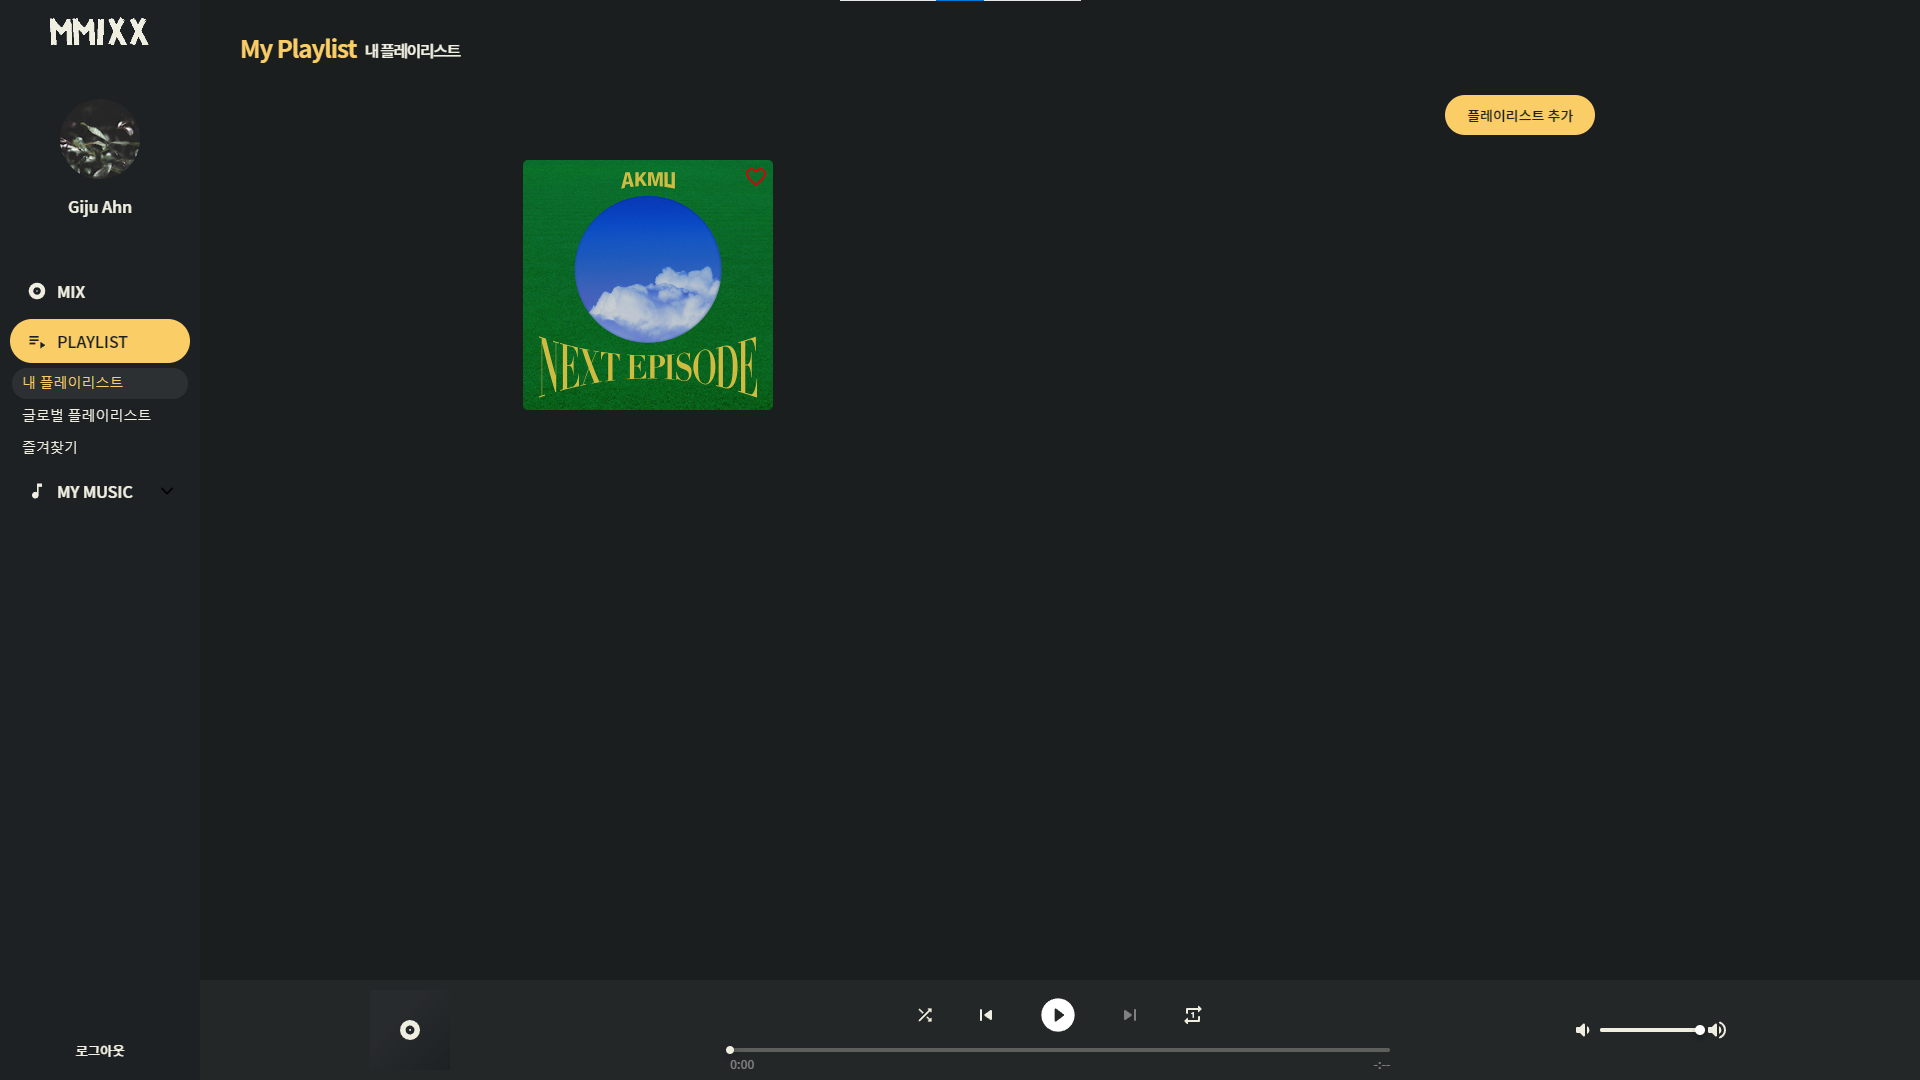 MMIXX
Giju Ahn
MIX
PLAYLIST
내 플레이리스트
글로벌 플레이리스트
즐겨찾기
MY MUSIC
로그아웃
My Playlist 내 플레이리스트
플레이리스트 추가
AKMU
NEXT EPISODE
1
0:00
-:--